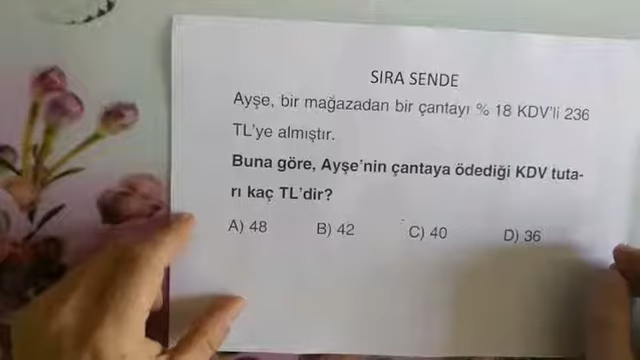 SIRA SENDE
Ayşe, bir mağazadan bir çantayı % 18 KDV'li 236
TL'ye almıştır.
Buna göre, Ayşe'nin çantaya ödediği KDV tuta-
rı kaç TL'dir?
A) 48 B) 42 C) 40 D) 36